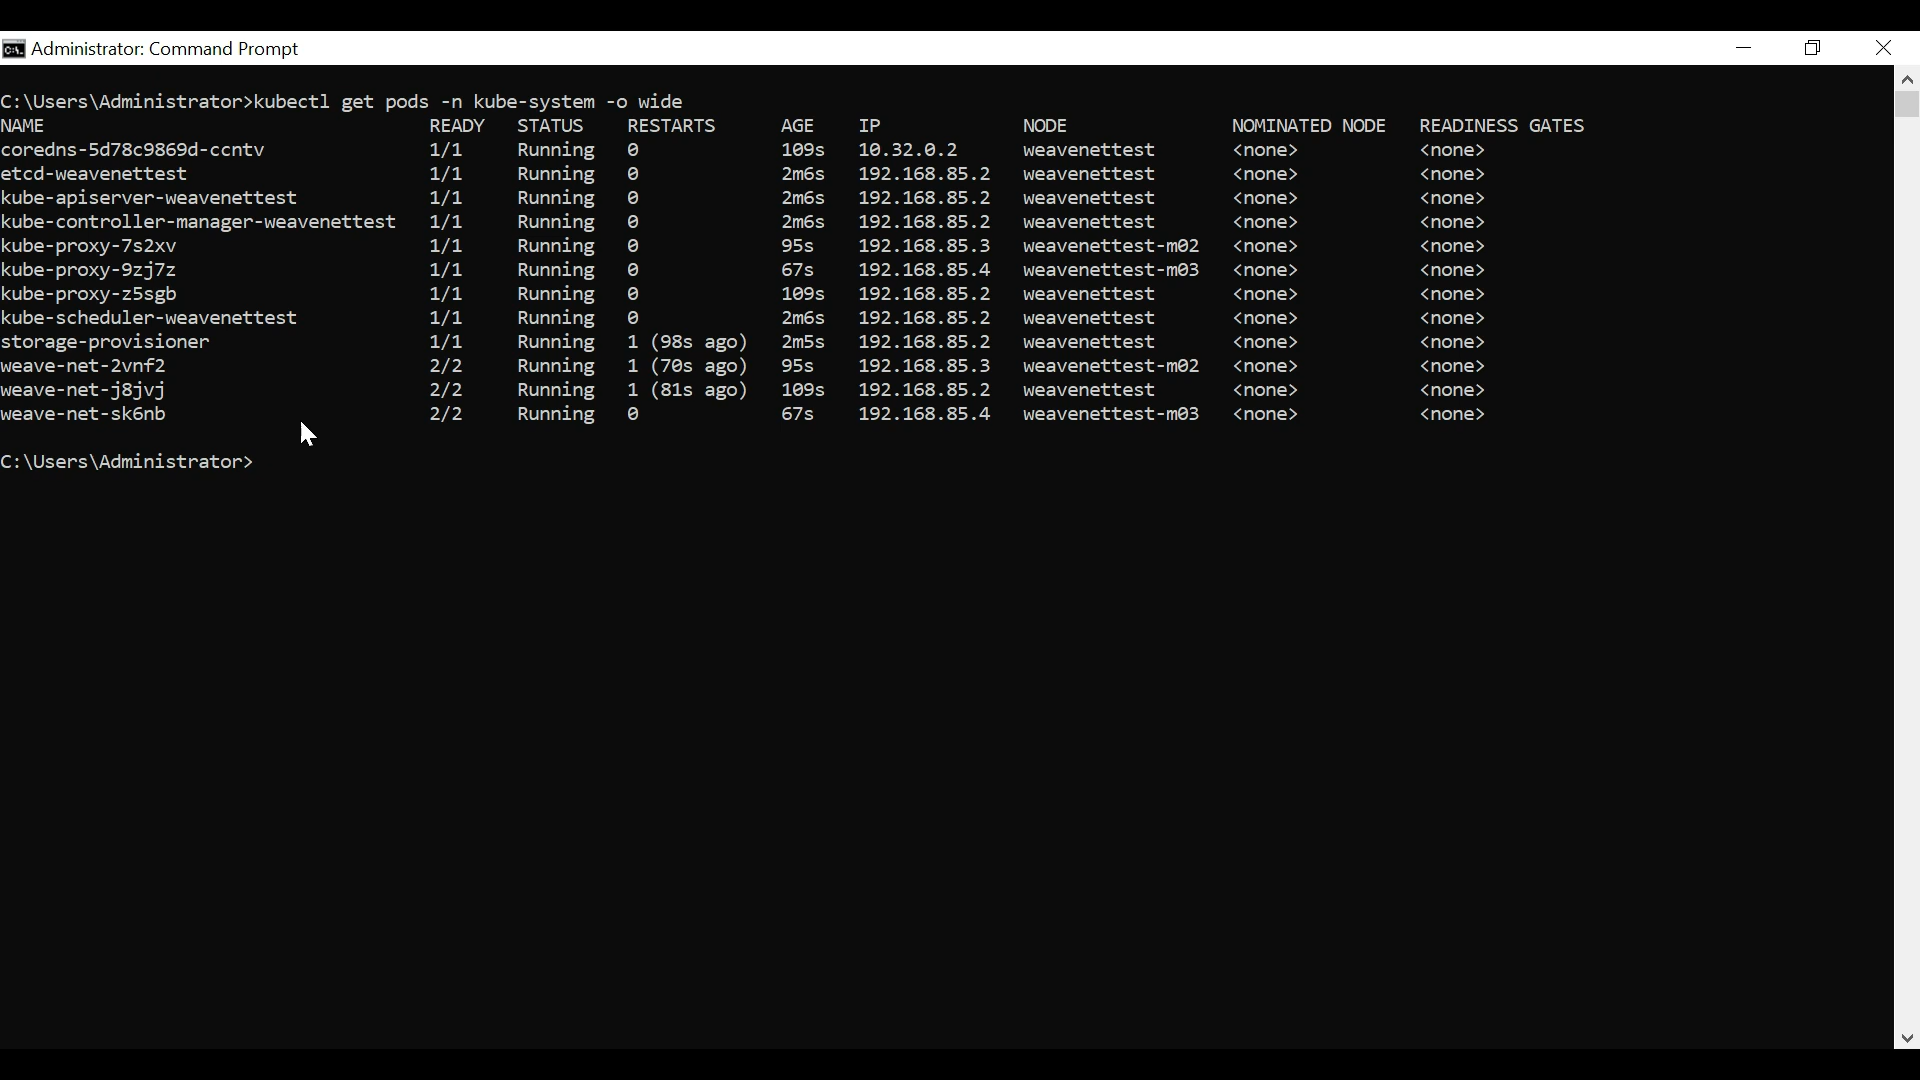 Administrator: Command Prompt
C:\Users\Administrator>kubectl get pods -n kube-system -o wide
NAME READY STATUS RESTARTS AGE IP NODE NOMINATED NODE READINESS GATES
coredns-5d78c9869d-ccntv 1/1 Running 0 109s 10.32.0.2 weavenettest <none> <none>
etcd-weavenettest 1/1 Running 0 2m6s 192.168.85.2 weavenettest <none> <none>
kube-apiserver-weavenettest 1/1 Running 0 2m6s 192.168.85.2 weavenettest <none> <none>
kube-controller-manager-weavenettest 1/1 Running 0 2m6s 192.168.85.2 weavenettest <none> <none>
kube-proxy-7s2xv 1/1 Running 0 95s 192.168.85.3 weavenettest-m02 <none> <none>
kube-proxy-9zj7z 1/1 Running 0 67s 192.168.85.4 weavenettest-m03 <none> <none>
kube-proxy-z5sgb 1/1 Running 0 109s 192.168.85.2 weavenettest <none> <none>
kube-scheduler-weavenettest 1/1 Running 0 2m6s 192.168.85.2 weavenettest <none> <none>
storage-provisioner 1/1 Running 1 (98s ago) 2m5s 192.168.85.2 weavenettest <none> <none>
weave-net-2vnf2 2/2 Running 1 (70s ago) 95s 192.168.85.3 weavenettest-m02 <none> <none>
weave-net-j8jvj 2/2 Running 1 (81s ago) 109s 192.168.85.2 weavenettest <none> <none>
weave-net-sk6nb 2/2 Running 0 67s 192.168.85.4 weavenettest-m03 <none> <none>
C:\Users\Administrator>